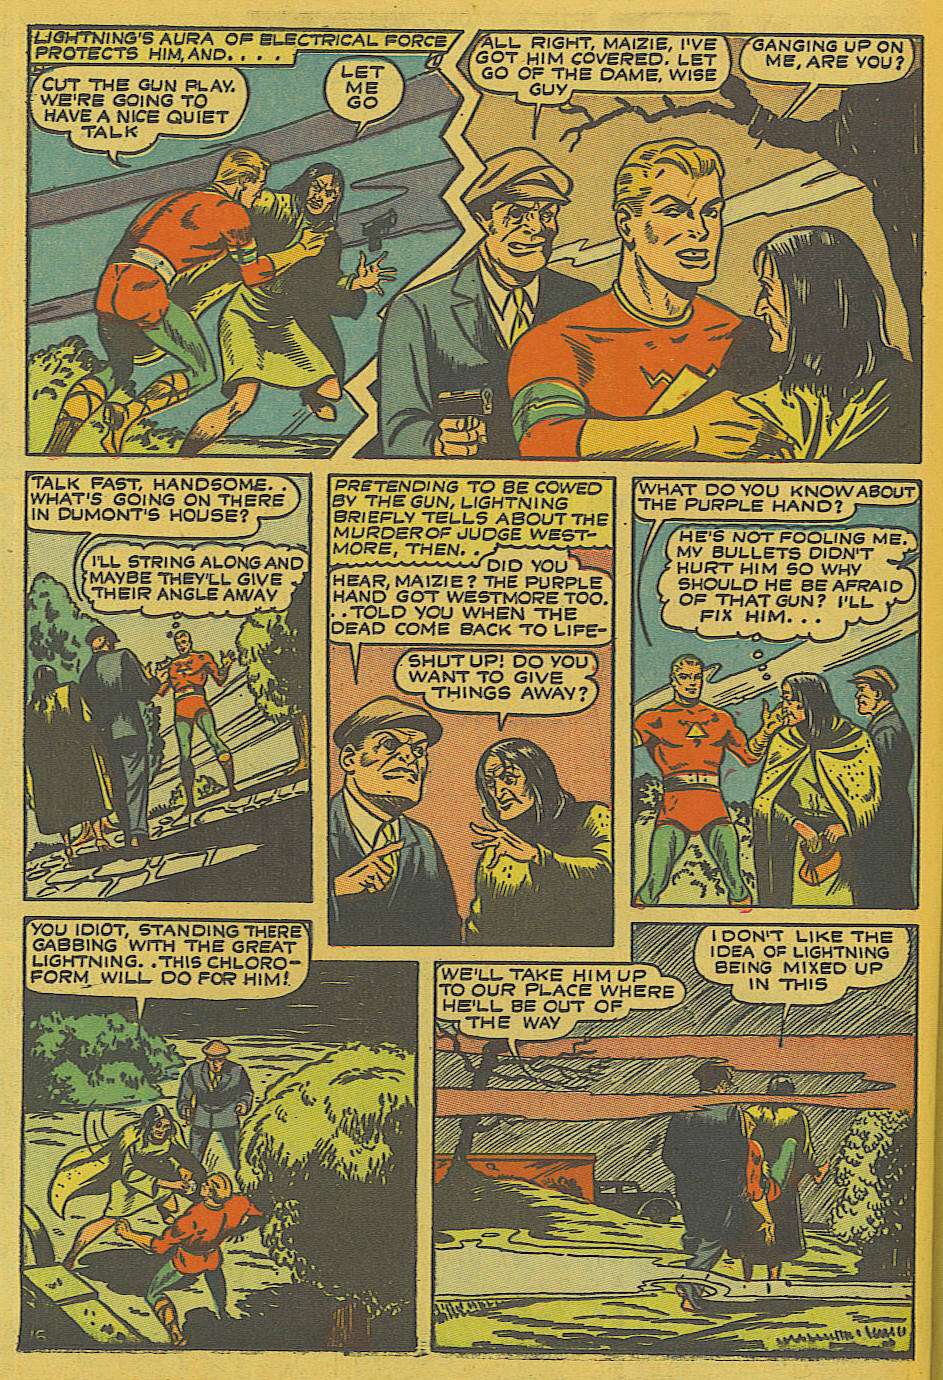 LIGHTNING'S AURA OF ELECTRICAL FORCE
PROTECTS HIM, AND. . . .
CUT THE GUN PLAY.
WE'RE GOING TO
HAVE A NICE QUIET
TALK
LET
ME
GO
ALL RIGHT, MAIZIE, I'VE
GOT HIM COVERED. LET
GO OF THE DAME, WISE
GUY
GANGING UP ON
ME, ARE YOU?
TALK FAST, HANDSOME. .
WHAT'S GOING ON THERE
IN DUMONT'S HOUSE?
I'LL STRING ALONG AND
MAYBE THEY'LL GIVE
THEIR ANGLE AWAY
PRETENDING TO BE COWED
BY THE GUN, LIGHTNING
BRIEFLY TELLS ABOUT THE
MURDER OF JUDGE WEST-
MORE, THEN. .
DID YOU
HEAR, MAIZIE? THE PURPLE
HAND GOT WESTMORE TOO.
. .TOLD YOU WHEN THE
DEAD COME BACK TO LIFE-
SHUT UP! DO YOU
WANT TO GIVE
THINGS AWAY?
WHAT DO YOU KNOW ABOUT
THE PURPLE HAND?
HE'S NOT FOOLING ME.
MY BULLETS DIDN'T
HURT HIM SO WHY
SHOULD HE BE AFRAID
OF THAT GUN? I'LL
FIX HIM. . .
YOU IDIOT, STANDING THERE
GABBING WITH THE GREAT
LIGHTNING. . THIS CHLORO-
FORM WILL DO FOR HIM!
WE'LL TAKE HIM UP
TO OUR PLACE WHERE
HE'LL BE OUT OF
THE WAY
I DON'T LIKE THE
IDEA OF LIGHTNING
BEING MIXED UP
IN THIS
16